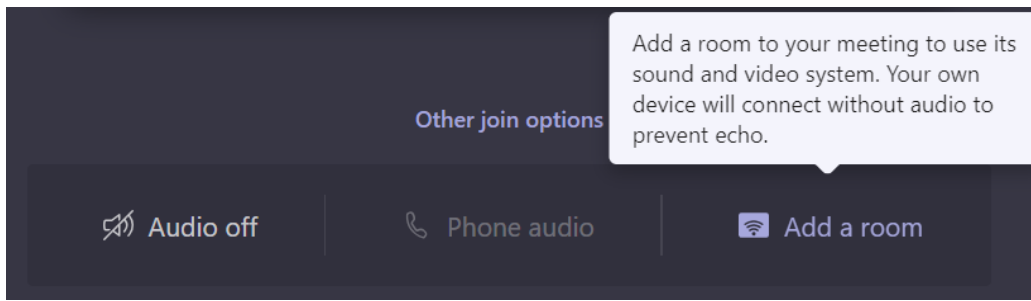 Add a room to your meeting to use its
sound and video system. Your own
device will connect without audio to
prevent echo.
Other join options
Audio off
Phone audio
Add a room